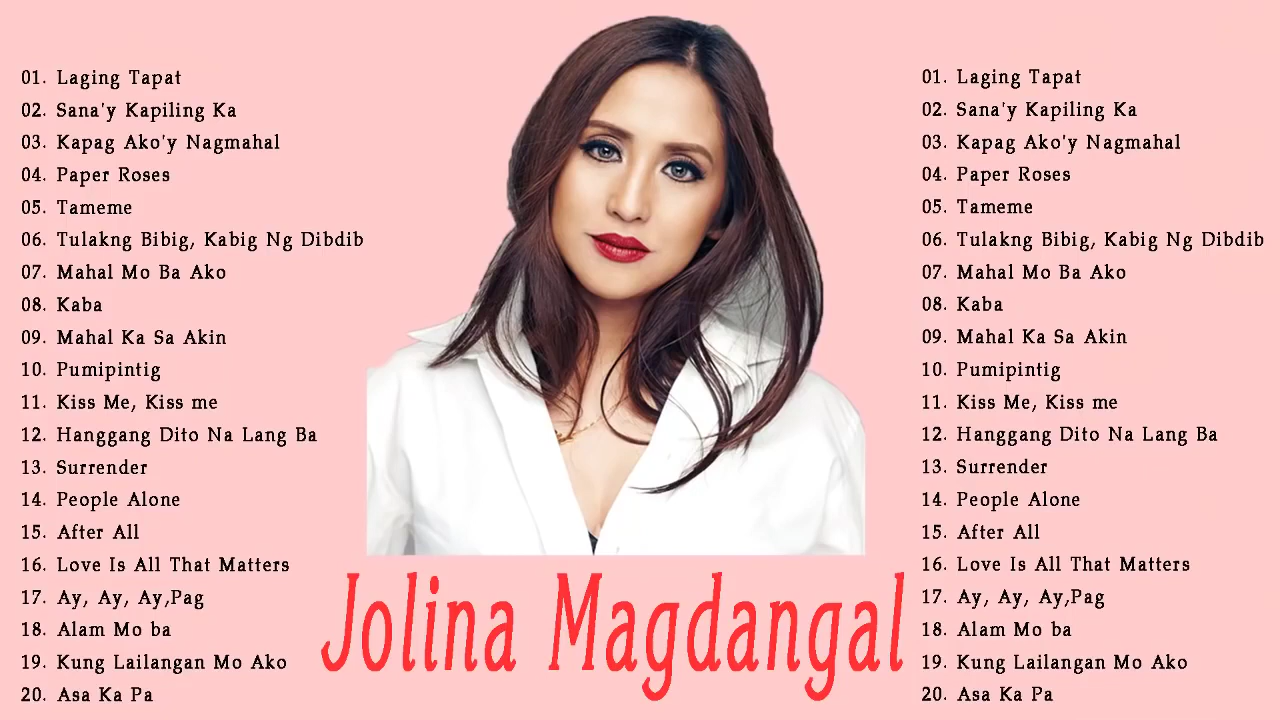 01. Laging Tapat
02. Sana'y Kapiling Ka
03. Kapag Ako'y Nagmahal
04. Paper Roses
05. Tameme
06. Tulakng Bibig, Kabig Ng Dibdib
07. Mahal Mo Ba Ako
08. Kaba
09. Mahal Ka Sa Akin
10. Pumipintig
11. Kiss Me, Kiss me
12. Hanggang Dito Na Lang Ba
13. Surrender
14. People Alone
15. After All
16. Love Is All That Matters
17. Ay, Ay, Ay,Pag
18. Alam Mo ba
19. Kung Lailangan Mo Ako
20. Asa Ka Pa
Jolina Magdangal
01. Laging Tapat
02. Sana'y Kapiling Ka
03. Kapag Ako'y Nagmahal
04. Paper Roses
05. Tameme
06. Tulakng Bibig, Kabig Ng Dibdib
07. Mahal Mo Ba Ako
08. Kaba
09. Mahal Ka Sa Akin
10. Pumipintig
11. Kiss Me, Kiss me
12. Hanggang Dito Na Lang Ba
13. Surrender
14. People Alone
15. After All
16. Love Is All That Matters
17. Ay, Ay, Ay,Pag
18. Alam Mo ba
19. Kung Lailangan Mo Ako
20. Asa Ka Pa